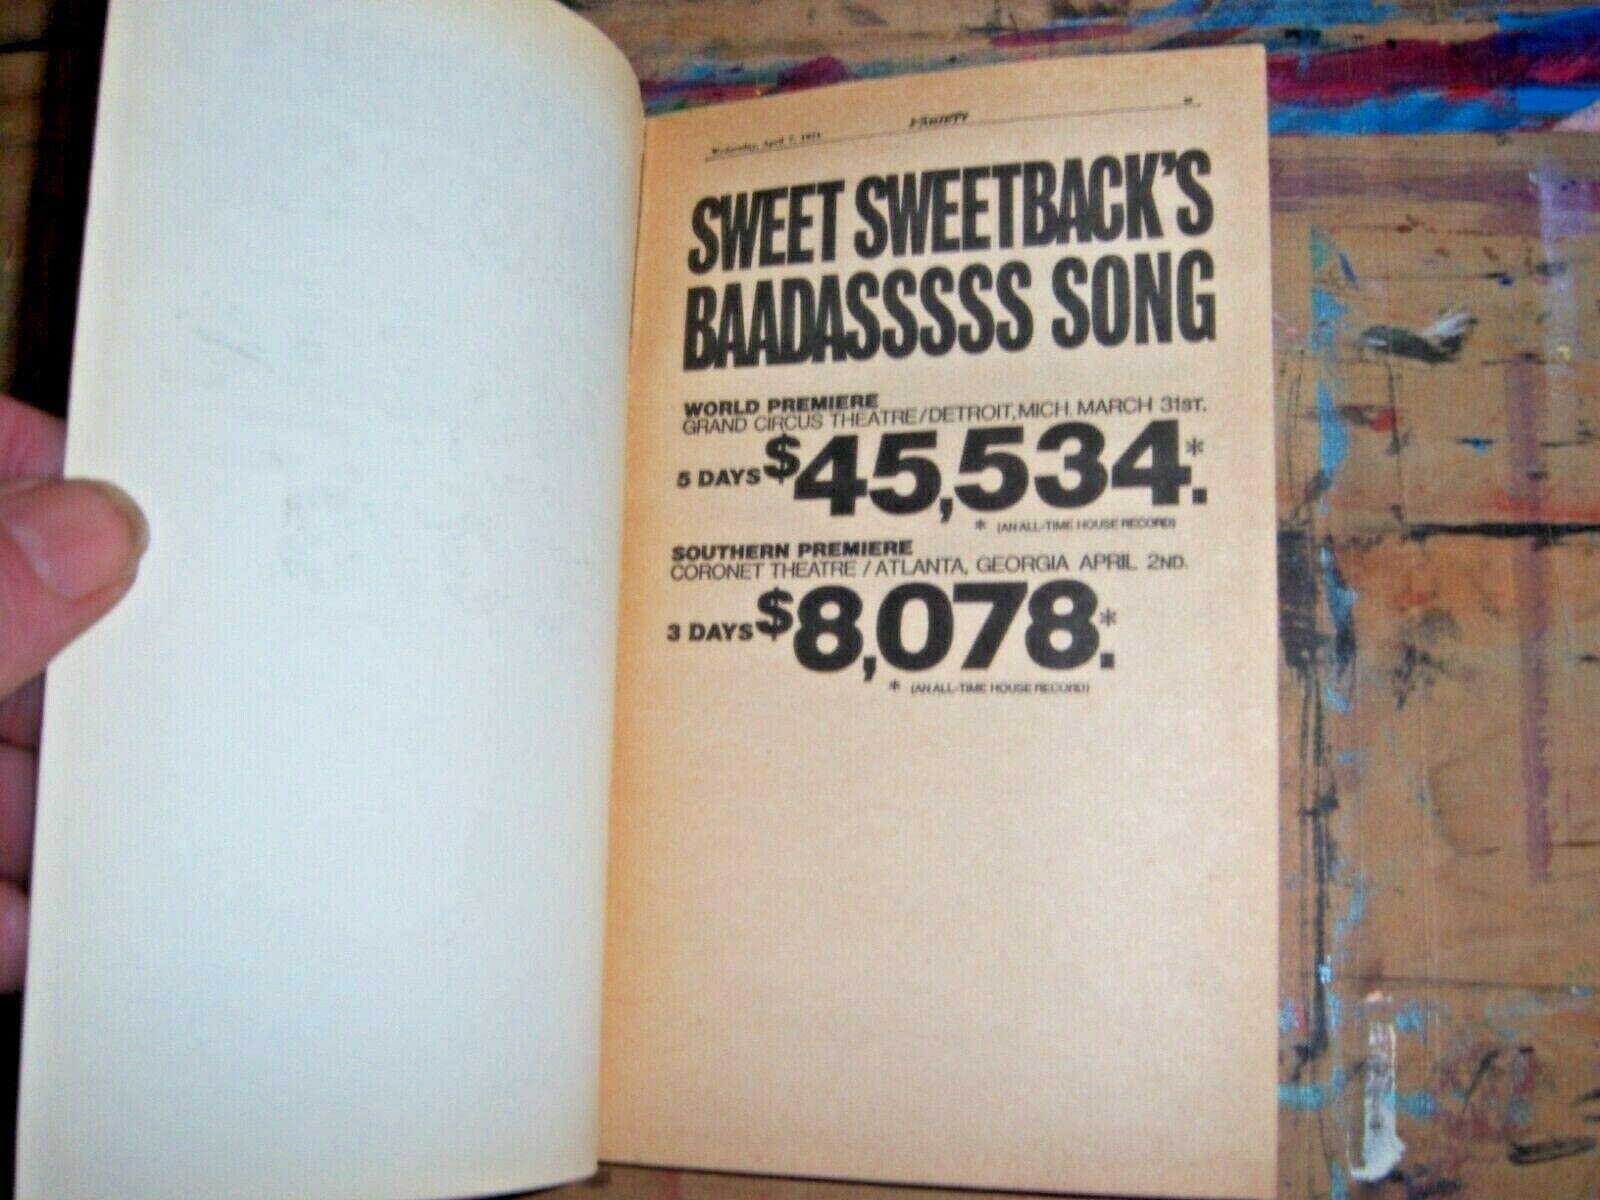 Wednesday, April 7, 1971
VARIETY
SWEET SWEETBACK'S
BAADASSSSS SONG
WORLD PREMIERE
GRAND CIRCUS THEATRE/DETROIT, MICH. MARCH 31ST.
5 DAYS $45,534.*
* (AN ALL-TIME HOUSE RECORD)
SOUTHERN PREMIERE
CORONET THEATRE / ATLANTA, GEORGIA APRIL 2ND.
3 DAYS $8,078.*
* (AN ALL-TIME HOUSE RECORD)